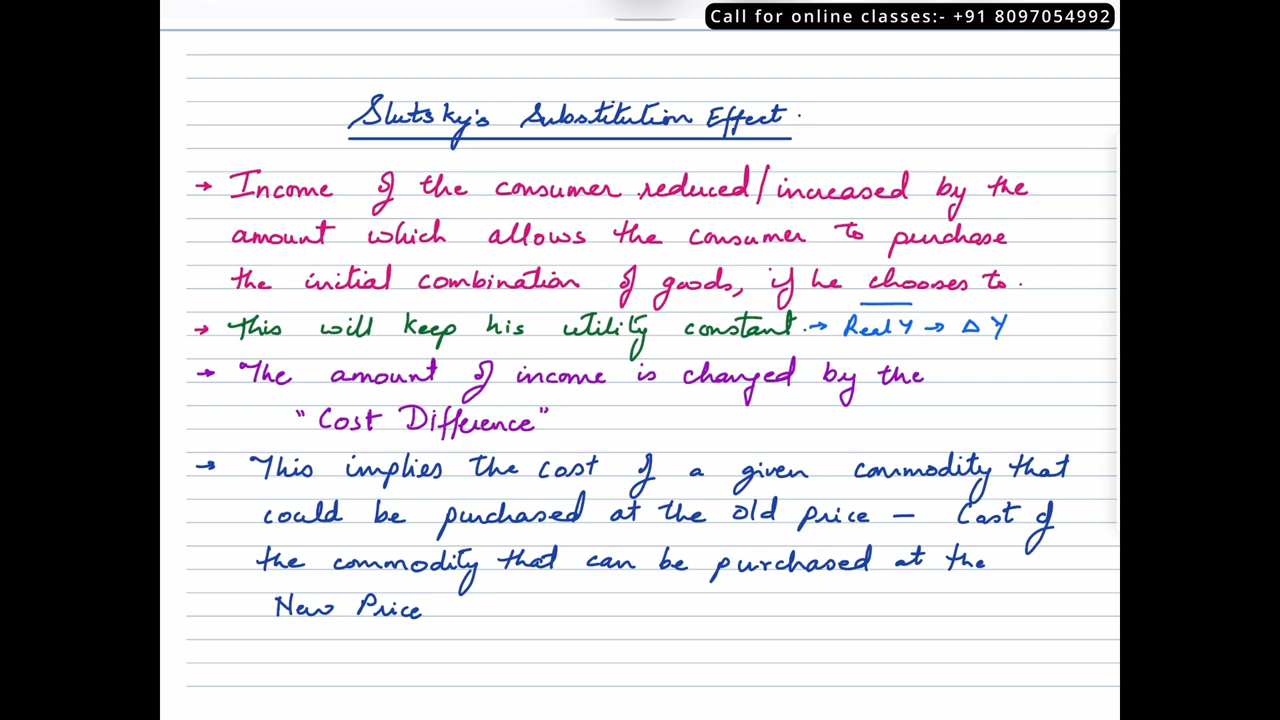 Call for online classes:- +91 8097054992
Slutsky's Substitution Effect.
→ Income of the consumer reduced/increased by the
amount which allows the consumer to purchase
the initial combination of goods, if he chooses to.
→ This will keep his utility constant. → Real Y → Δ Y
→ The amount of income is changed by the
"Cost Difference"
→ This implies the cost of a given commodity that
could be purchased at the old price – Cost of
the commodity that can be purchased at the
New Price